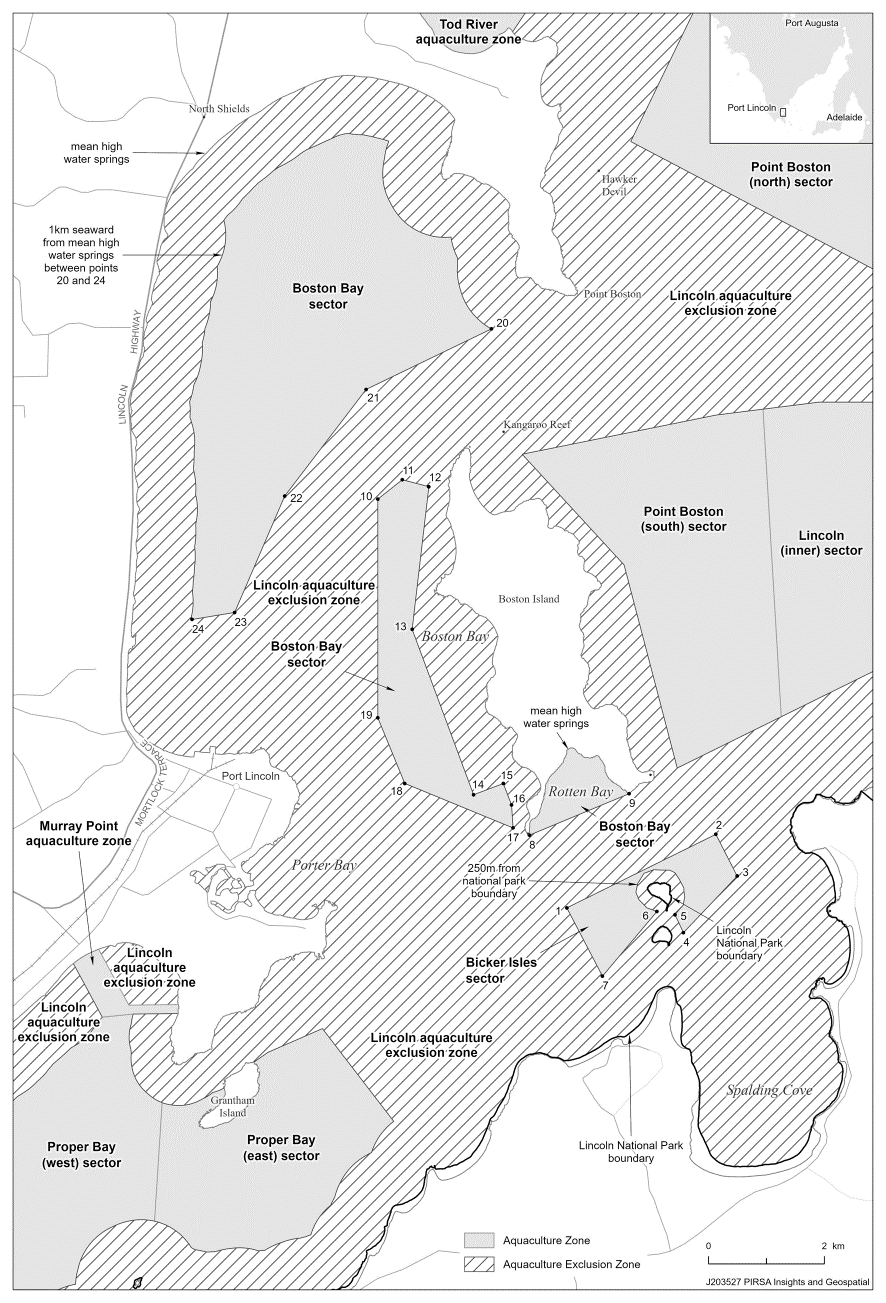 Tod River
aquaculture zone
Port Augusta
Port Lincoln
Adelaide
North Shields
mean high
water springs
Hawker
Devil
Point Boston
(north) sector
1km seaward
from mean high
water springs
between points
20 and 24
Boston Bay
sector
Point Boston
Lincoln aquaculture
exclusion zone
20
LINCOLN HIGHWAY
21
Kangaroo Reef
11
12
10
22
Point Boston
(south) sector
Lincoln
(inner) sector
Lincoln aquaculture
exclusion zone
Boston Island
24
23
13
Boston Bay
Boston Bay
sector
mean high
water springs
19
MORTLOCK TERRACE
Port Lincoln
18
14
15
16
17
Rotten Bay
8
9
Boston Bay
sector
2
Murray Point
aquaculture zone
Porter Bay
250m from
national park
boundary
3
1
6
5
4
Lincoln
National Park
boundary
Bicker Isles
sector
7
Lincoln
aquaculture
exclusion zone
Lincoln
aquaculture
exclusion zone
Lincoln aquaculture
exclusion zone
Grantham
Island
Spalding Cove
Proper Bay
(west) sector
Proper Bay
(east) sector
Lincoln National Park
boundary
Aquaculture Zone
Aquaculture Exclusion Zone
0 2 km
J203527 PIRSA Insights and Geospatial